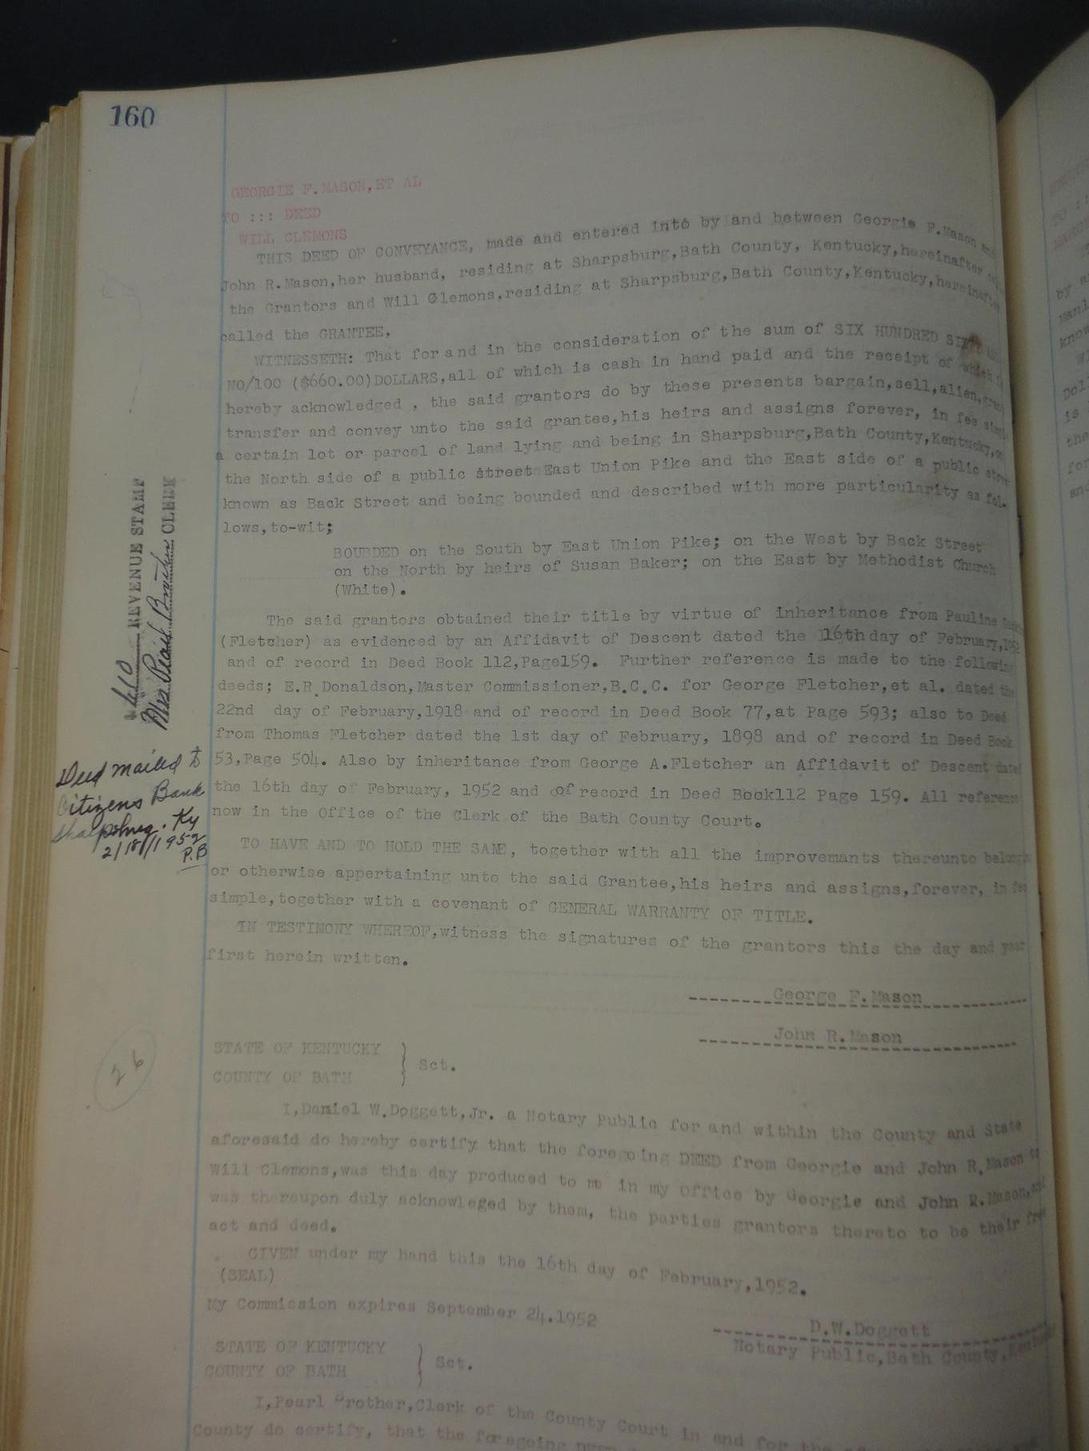 160
GEORGIE F.MASON,ET AL
TO ::: DEED
WILL CLEMONS
THIS DEED OF CONVEYANCE, made and entered into by and between Georgie F.Mason and
John R.Mason,her husband, residing at Sharpsburg,Bath County, Kentucky,hereinafter
the Grantors and Will Clemons,residing at Sharpsburg,Bath County,Kentucky,hereinafter
called the GRANTEE,
WITNESSETH: That for and in the consideration of the sum of SIX HUNDRED SIXTY
NO/100 ($660.00)DOLLARS,all of which is cash in hand paid and the receipt of which
hereby acknowledged , the said grantors do by these presents bargain,sell,alien,grant
transfer and convey unto the said grantee,his heirs and assigns forever, in fee simple
a certain lot or parcel of land lying and being in Sharpsburg,Bath County,Kentucky,on
the North side of a public street East Union Pike and the East side of a public street
known as Back Street and being bounded and described with more particularity as fol-
lows,to-wit;
BOUNDED on the South by East Union Pike; on the West by Back Street
on the North by heirs of Susan Baker; on the East by Methodist Church
(White).
The said grantors obtained their title by virtue of inheritance from Pauline
(Fletcher) as evidenced by an Affidavit of Descent dated the 16th day of February,1952
and of record in Deed Book 112,Page159. Further reference is made to the following
deeds; E.R.Donaldson,Master Commissioner,B.C.C. for George Fletcher,et al. dated the
22nd day of February,1918 and of record in Deed Book 77,at Page 593; also to Deed
from Thomas Fletcher dated the 1st day of February, 1898 and of record in Deed Book
53,Page 504. Also by inheritance from George A.Fletcher an Affidavit of Descent dated
the 16th day of February, 1952 and of record in Deed Book112 Page 159. All reference
now in the Office of the Clerk of the Bath County Court.
TO HAVE AND TO HOLD THE SAME, together with all the improvemants thereunto belong
or otherwise appertaining unto the said Grantee,his heirs and assigns,forever, in fee
simple,together with a covenant of GENERAL WARRANTY OF TITLE.
IN TESTIMONY WHEREOF,witness the signatures of the grantors this the day and year
first herein written.
George F.Mason
John R.Mason
STATE OF KENTUCKY
COUNTY OF BATH } Sct.
I,Daniel W.Doggett,Jr. a Notary Public for and within the County and State
aforesaid do hereby certify that the foregoing DEED from Georgie and John R.Mason to
Will Clemons,was this day produced to me in my office by Georgie and John R.Mason,and
was thereupon duly acknowleged by them, the parties grantors thereto to be their free
act and deed.
GIVEN under my hand this the 16th day of February,1952.
(SEAL)
My Commission expires September 24.1952
D.W.Doggett
Notary Public,Bath County,
STATE OF KENTUCKY
COUNTY OF BATH } Sct.
I,Pearl Brother,Clerk of the County Court in and for the
County do certify, that the foregoing
REVENUE STAMP
Mrs. Pearl Brother CLERK
Deed mailed to
Citizens Bank
Sharpsburg. Ky
2/18/1952
P.B
26